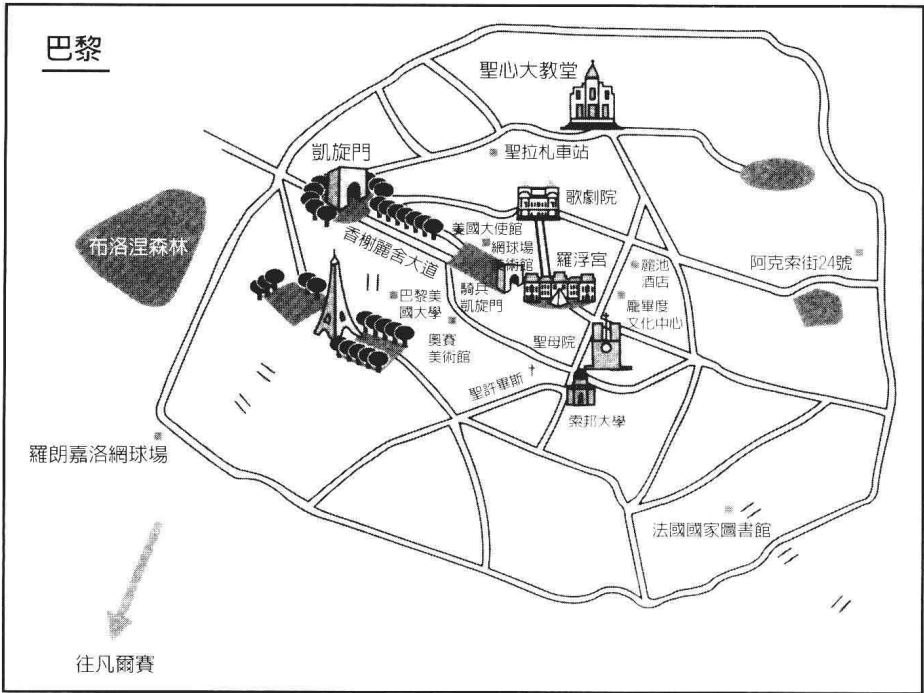 巴黎
聖心大教堂
聖拉札車站
凱旋門
歌劇院
美國大使館
網球場
美術館
香榭麗舍大道
布洛涅森林
羅浮宮
麗池
酒店
阿克索街24號
騎兵
凱旋門
巴黎美
國大學
龐畢度
文化中心
奧賽
美術館
聖母院
聖許畢斯
索邦大學
羅朗嘉洛網球場
法國國家圖書館
往凡爾賽